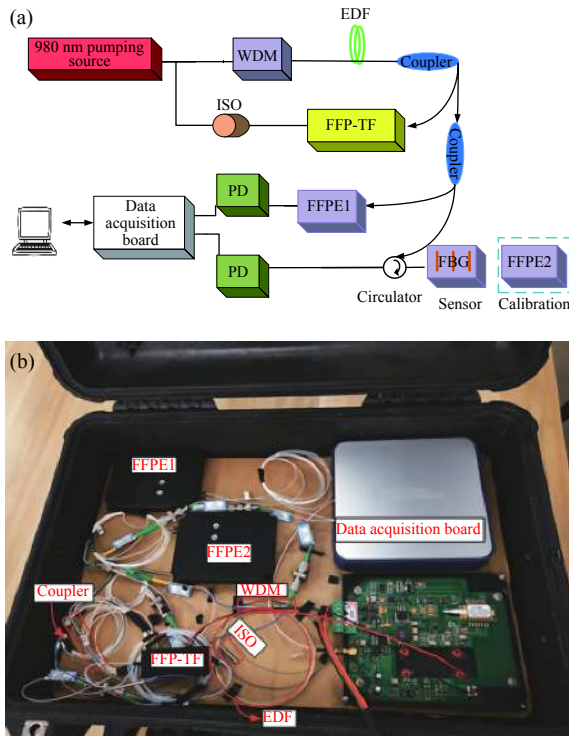 (a)
EDF
980 nm pumping
source
WDM
Coupler
ISO
FFP-TF
Coupler
PD
FFPE1
Data
acquisition
board
PD
FBG
FFPE2
Circulator
Sensor
Calibration
(b)
FFPE1
Data acquisition board
FFPE2
Coupler
WDM
ISO
FFP-TF
EDF